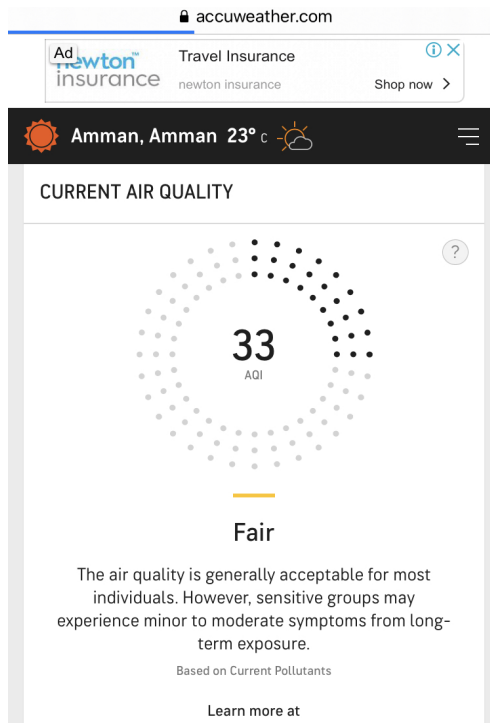 accuweather.com
Ad
newton™
insurance
Travel Insurance
newton insurance
Shop now
Amman, Amman 23° C
CURRENT AIR QUALITY
?
33
AQI
Fair
The air quality is generally acceptable for most
individuals. However, sensitive groups may
experience minor to moderate symptoms from long-
term exposure.
Based on Current Pollutants
Learn more at